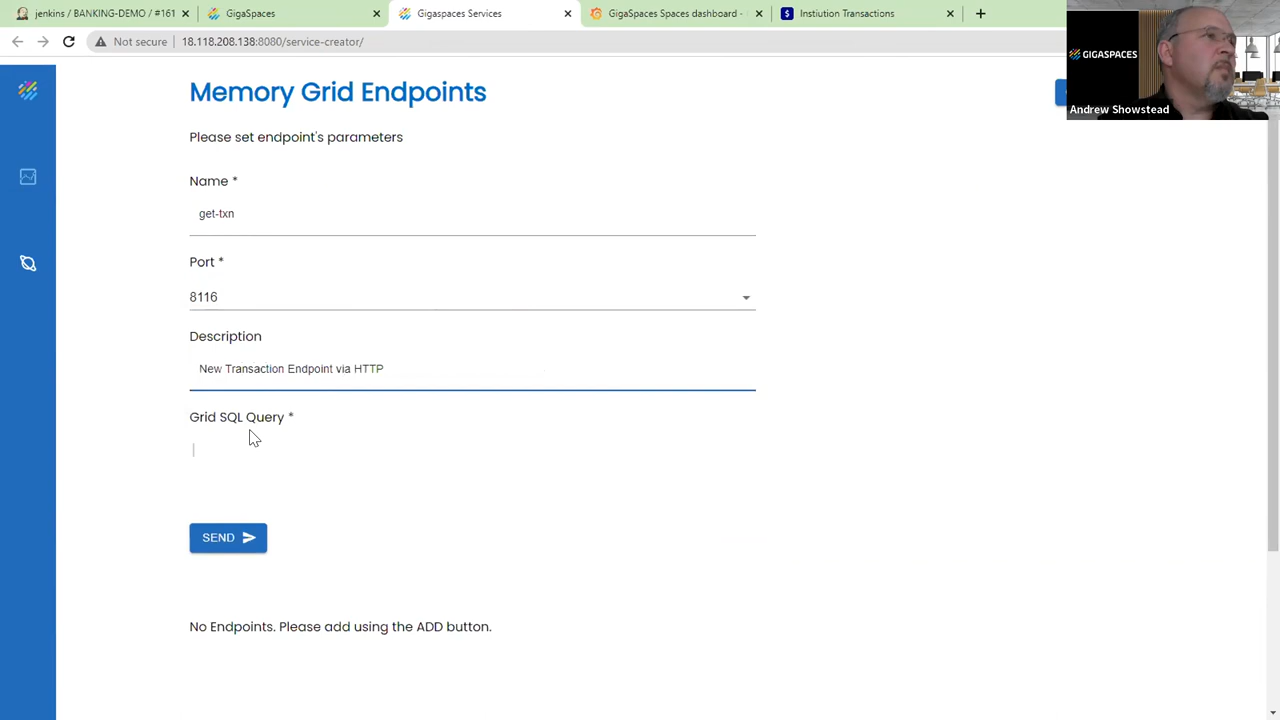 jenkins / BANKING-DEMO / #161
GigaSpaces
Gigaspaces Services
GigaSpaces Spaces dashboard -
Instiution Transactions
Not secure
18.118.208.138:8080/service-creator/
GIGASPACES
Andrew Showstead
Memory Grid Endpoints
Please set endpoint's parameters
Name *
get-txn
Port *
8116
Description
New Transaction Endpoint via HTTP
Grid SQL Query *
SEND
No Endpoints. Please add using the ADD button.